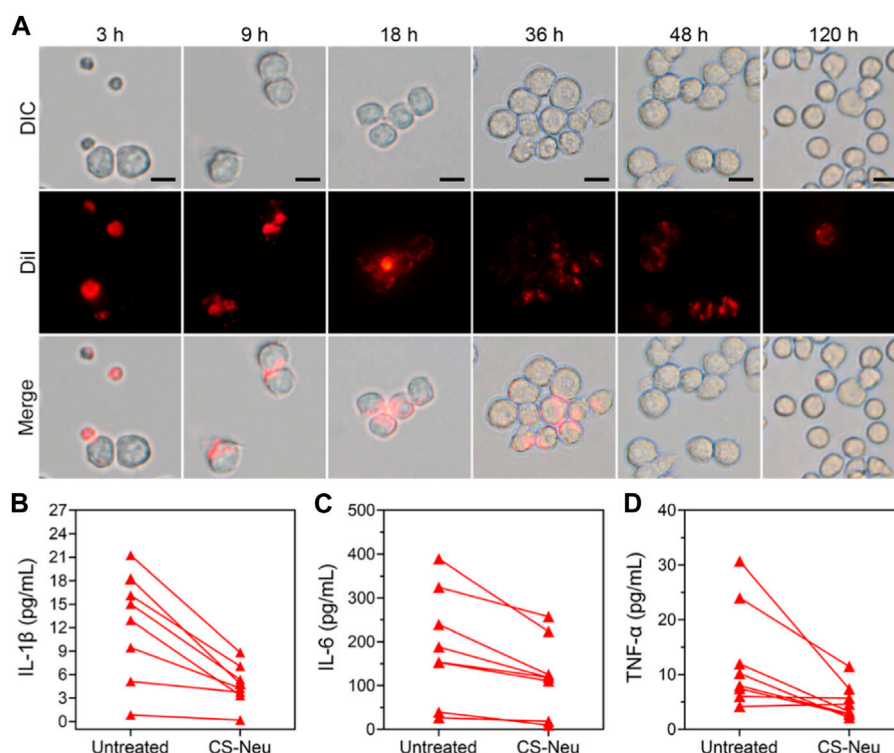 A
3 h 9 h 18 h 36 h 48 h 120 h
DIC
DiI
Merge
B
IL-1β (pg/mL)
27
24
21
18
15
12
9
6
3
0
Untreated CS-Neu
C
IL-6 (pg/mL)
500
400
300
200
100
0
Untreated CS-Neu
D
TNF-α (pg/mL)
40
30
20
10
0
Untreated CS-Neu